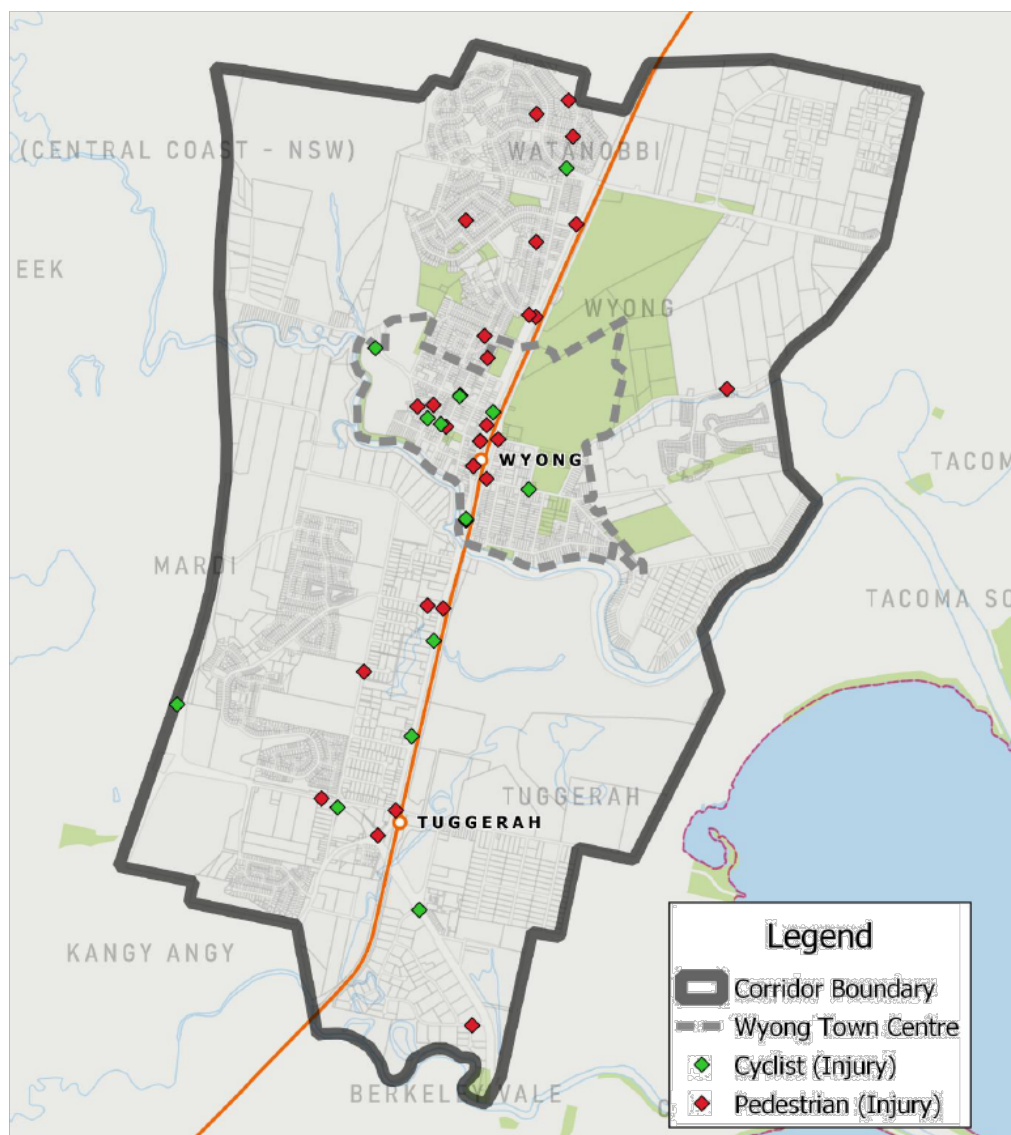 (CENTRAL COAST - NSW)
WATANOBBI
EEK
WYONG
TACOM
WYONG
MARDI
TACOMA SO
TUGGERAH
TUGGERAH
KANGY ANGY
BERKELEY VALE
C
Legend
Corridor Boundary
Wyong Town Centre
Cyclist (Injury)
Pedestrian (Injury)